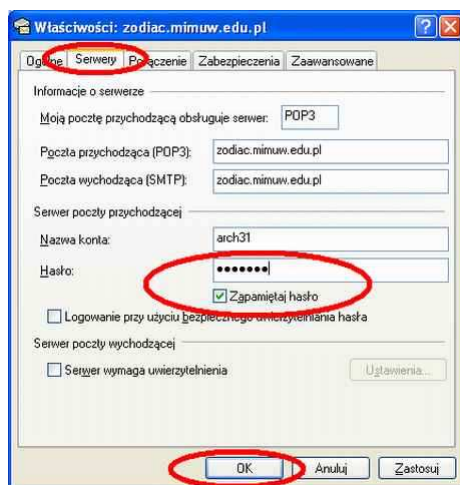 Właściwości: zodiac.mimuw.edu.pl
Ogólne Serwery Połączenie Zabezpieczenia Zaawansowane
Informacje o serwerze
Moją pocztę przychodzącą obsługuje serwer: POP3
Poczta przychodząca (POP3): zodiac.mimuw.edu.pl
Poczta wychodząca (SMTP): zodiac.mimuw.edu.pl
Serwer poczty przychodzącej
Nazwa konta: arch31
Hasło: •••••••
Zapamiętaj hasło
Logowanie przy użyciu bezpiecznego uwierzytelniania hasła
Serwer poczty wychodzącej
Serwer wymaga uwierzytelnienia Ustawienia...
OK Anuluj Zastosuj